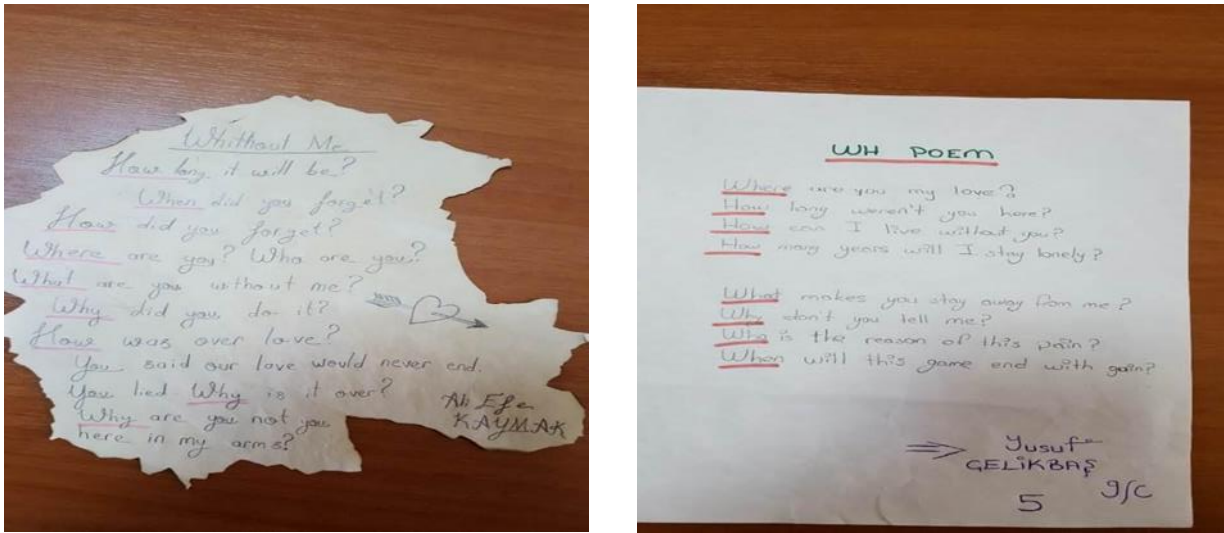 Whithout Me
How long it will be?
When did you forget?
How did you forget?
Where are you? Who are you?
What are you without me?
Why did you do it?
How was over love?
You said our love would never end.
You lied Why is it over?
Why are you not you
here in my arms?
Ali Efe
KAYMAK
WH POEM
Where are you my love?
How long weren't you here?
How can I live without you?
How many years will I stay lonely?
What makes you stay away from me?
Why don't you tell me?
Who is the reason of this pain?
When will this game end with gain?
⇒ Yusuf
ÇELİKBAŞ
9/C
5